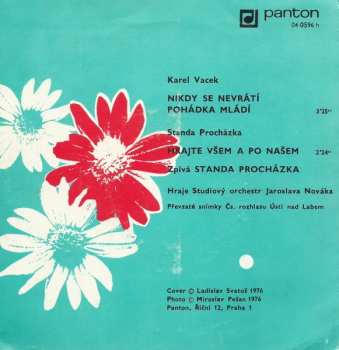 panton
04 0596 h
Karel Vacek
NIKDY SE NEVRÁTÍ
POHÁDKA MLÁDÍ 3'25"
Standa Procházka
HRAJTE VŠEM A PO NAŠEM 2'24"
Zpívá STANDA PROCHÁZKA
Hraje Studiový orchestr Jaroslava Nováka
Převzaté snímky Čs. rozhlasu Ústí nad Labem
Cover © Ladislav Svatoš 1976
Photo © Miroslav Pešan 1976
Panton, Říční 12, Praha 1